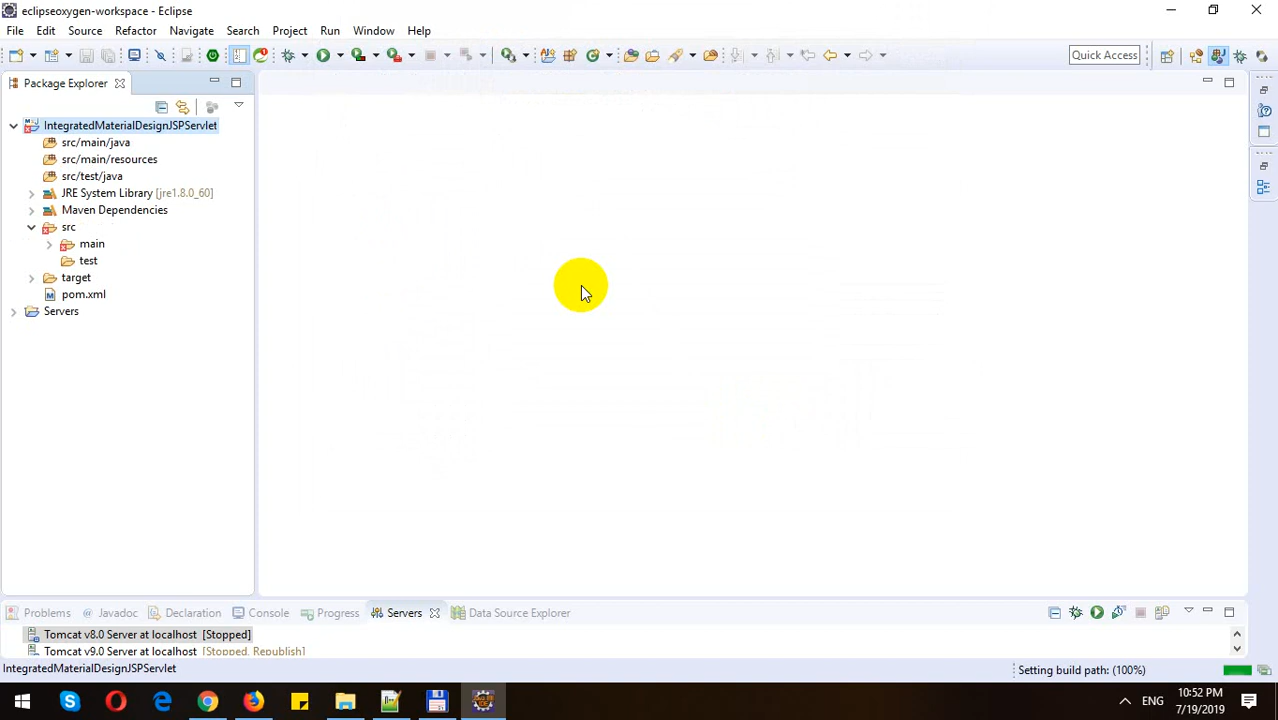 eclipseoxygen-workspace - Eclipse
File Edit Source Refactor Navigate Search Project Run Window Help
Quick Access
Package Explorer
IntegratedMaterialDesignJSPServlet
src/main/java
src/main/resources
src/test/java
JRE System Library [jre1.8.0_60]
Maven Dependencies
src
main
test
target
pom.xml
Servers
Problems Javadoc Declaration Console Progress Servers Data Source Explorer
Tomcat v8.0 Server at localhost [Stopped]
Tomcat v9.0 Server at localhost [Stopped, Republish]
IntegratedMaterialDesignJSPServlet Setting build path: (100%)
ENG
10:52 PM
7/19/2019